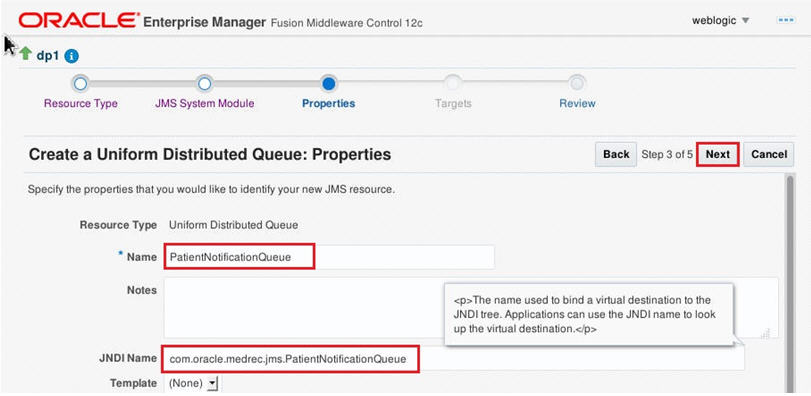 ORACLE Enterprise Manager Fusion Middleware Control 12c weblogic
dp1
Resource Type JMS System Module Properties Targets Review
Create a Uniform Distributed Queue: Properties Back Step 3 of 5 Next Cancel
Specify the properties that you would like to identify your new JMS resource.
Resource Type Uniform Distributed Queue
* Name PatientNotificationQueue
Notes
<p>The name used to bind a virtual destination to the
JNDI tree. Applications can use the JNDI name to look
up the virtual destination.</p>
JNDI Name com.oracle.medrec.jms.PatientNotificationQueue
Template (None)